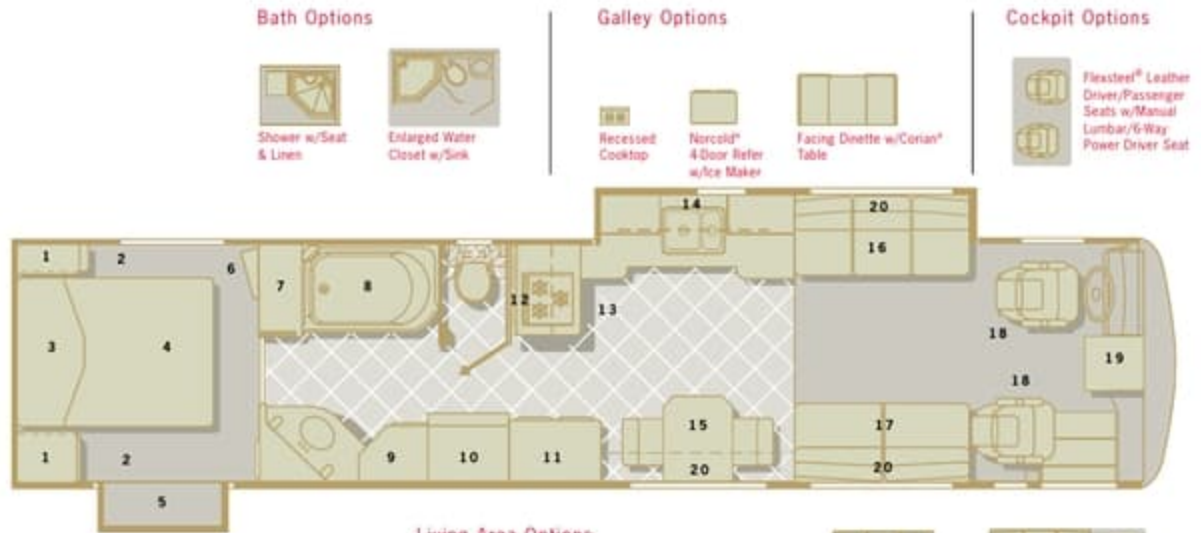 Bath Options
Galley Options
Cockpit Options
Shower w/Seat
& Linen
Enlarged Water
Closet w/Sink
Recessed
Cooktop
Norcold®
4-Door Refer
w/Ice Maker
Facing Dinette w/Corian®
Table
Flexsteel® Leather
Driver/Passenger
Seats w/Manual
Lumbar/6-Way
Power Driver Seat
14
20
1
2
6
7
8
16
12
13
3
4
18
19
18
15
17
1
2
9
10
11
20
20
5
Living Area Options